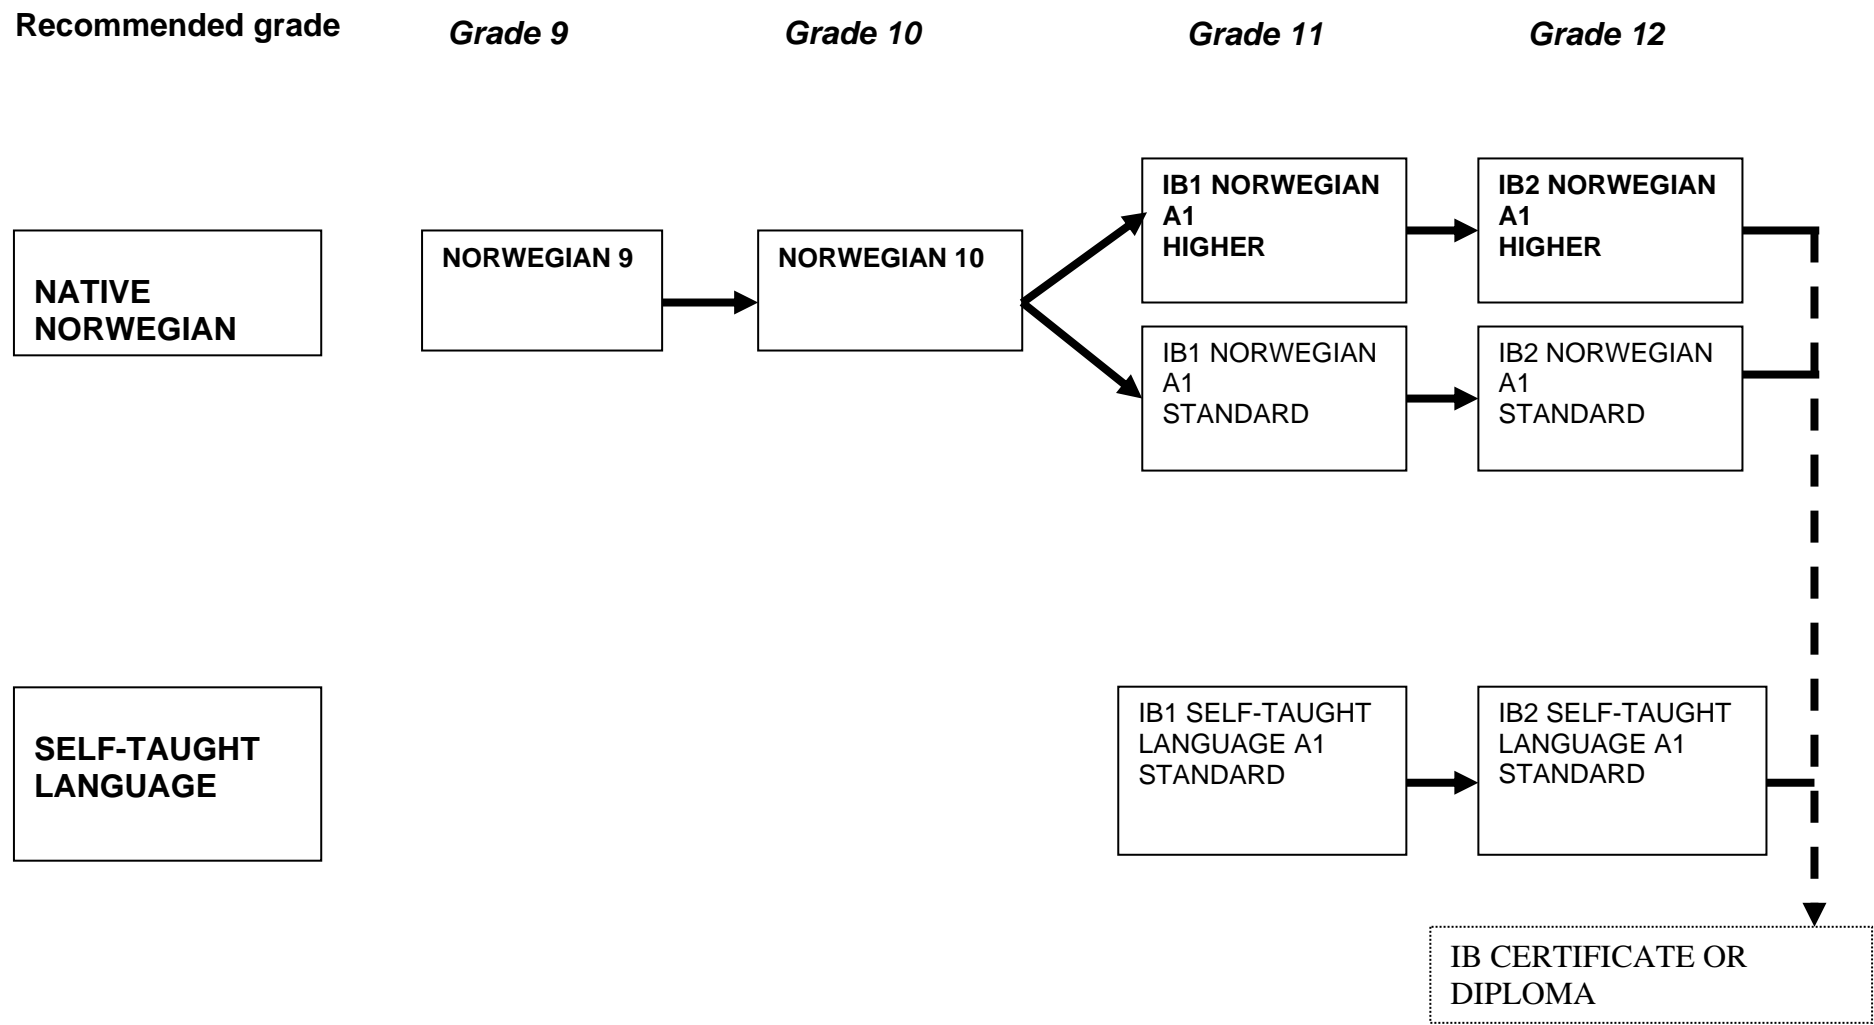 Recommended grade
Grade 9
Grade 10
Grade 11
Grade 12
NATIVE
NORWEGIAN
NORWEGIAN 9
NORWEGIAN 10
IB1 NORWEGIAN
A1
HIGHER
IB2 NORWEGIAN
A1
HIGHER
IB1 NORWEGIAN
A1
STANDARD
IB2 NORWEGIAN
A1
STANDARD
SELF-TAUGHT
LANGUAGE
IB1 SELF-TAUGHT
LANGUAGE A1
STANDARD
IB2 SELF-TAUGHT
LANGUAGE A1
STANDARD
IB CERTIFICATE OR
DIPLOMA